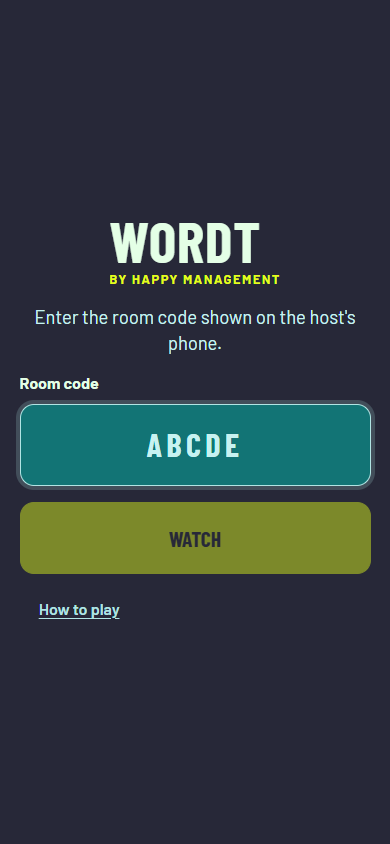 WORDT
BY HAPPY MANAGEMENT
Enter the room code shown on the host's
phone.
Room code
ABCDE
WATCH
How to play